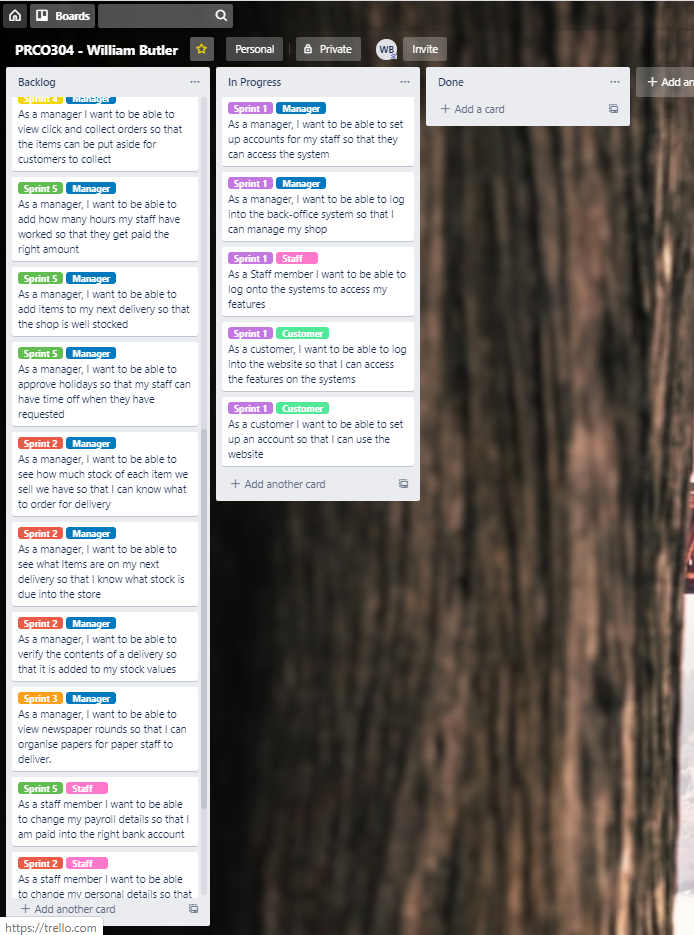 Boards
PRCO304 - William Butler
Personal
Private
WB
Invite
Backlog
Sprint 4 Manager
As a manager I want to be able to
view click and collect orders so that
the items can be put aside for
customers to collect
Sprint 5 Manager
As a manager, I want to be able to
add how many hours my staff have
worked so that they get paid the
right amount
Sprint 5 Manager
As a manager, I want to be able to
add items to my next delivery so that
the shop is well stocked
Sprint 5 Manager
As a manager, I want to be able to
approve holidays so that my staff can
have time off when they have
requested
Sprint 2 Manager
As a manager, I want to be able to
see how much stock of each item we
sell we have so that I can know what
to order for delivery
Sprint 2 Manager
As a manager, I want to be able to
see what Items are on my next
delivery so that I know what stock is
due into the store
Sprint 2 Manager
As a manager, I want to be able to
verify the contents of a delivery so
that it is added to my stock values
Sprint 3 Manager
As a manager, I want to be able to
view newspaper rounds so that I can
organise papers for paper staff to
deliver.
Sprint 5 Staff
As a staff member I want to be able
to change my payroll details so that I
am paid into the right bank account
Sprint 2 Staff
As a staff member I want to be able
to change my personal details so that
+ Add another card
https://trello.com
In Progress
Sprint 1 Manager
As a manager, I want to be able to set
up accounts for my staff so that they
can access the system
Sprint 1 Manager
As a manager, I want to be able to log
into the back-office system so that I
can manage my shop
Sprint 1 Staff
As a Staff member I want to be able to
log onto the systems to access my
features
Sprint 1 Customer
As a customer, I want to be able to log
into the website so that I can access
the features on the systems
Sprint 1 Customer
As a customer I want to be able to set
up an account so that I can use the
website
+ Add another card
Done
+ Add a card
+ Add an